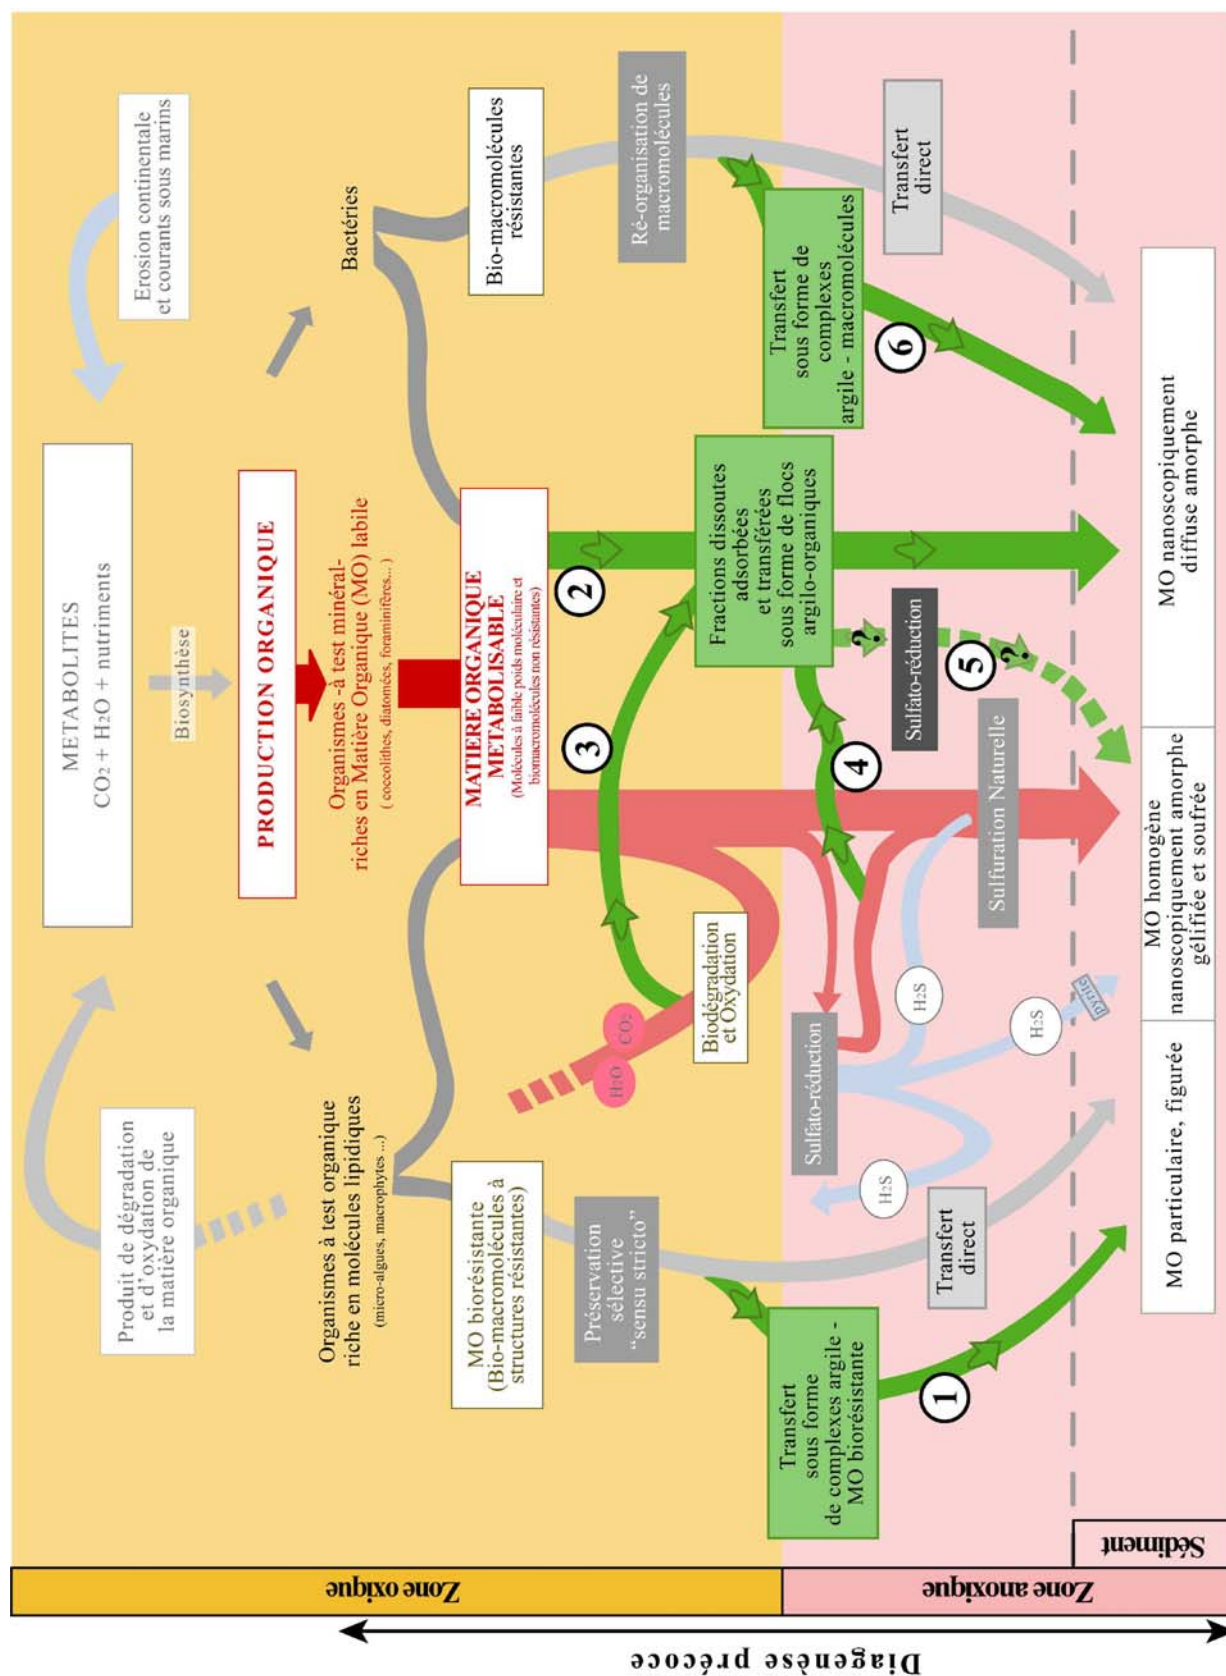 Produit de dégradation
et d'oxydation de
la matière organique
METABOLITES
CO2 + H2O + nutriments
Erosion continentale
et courants sous marins
Biosynthèse
PRODUCTION ORGANIQUE
Organismes à test organique
riche en molécules lipidiques
(micro-algues, macrophytes ...)
Organismes -à test minéral-
riches en Matière Organique (MO) labile
( coccolithes, diatomées, foraminifères... )
Bactéries
MO biorésistante
(Bio-macromolécules à
structures résistantes)
MATIERE ORGANIQUE
METABOLISABLE
(Molécules à faible poids moléculaire et
biomacromolécules non résistantes)
Bio-macromolécules
résistantes
H2O
CO2
2
3
Préservation
sélective
“sensu stricto”
Biodégradation
et Oxydation
Ré-organisation de
macromolécules
Transfert
sous forme
de complexes argile -
MO biorésistante
Sulfato-réduction
Fractions dissoutes
adsorbées
et transférées
sous forme de flocs
argilo-organiques
Transfert
sous forme de
complexes
argile - macromolécules
1
H2S
H2S
4
?
Sulfato-réduction
6
Transfert
direct
Transfert
direct
Sulfuration Naturelle
5
?
H2S
pyrite
MO particulaire, figurée
MO homogène
nanoscopiquement amorphe
gélifiée et soufrée
MO nanoscopiquement
diffuse amorphe
Zone oxique
Zone anoxique
Sédiment
Diagenèse précoce